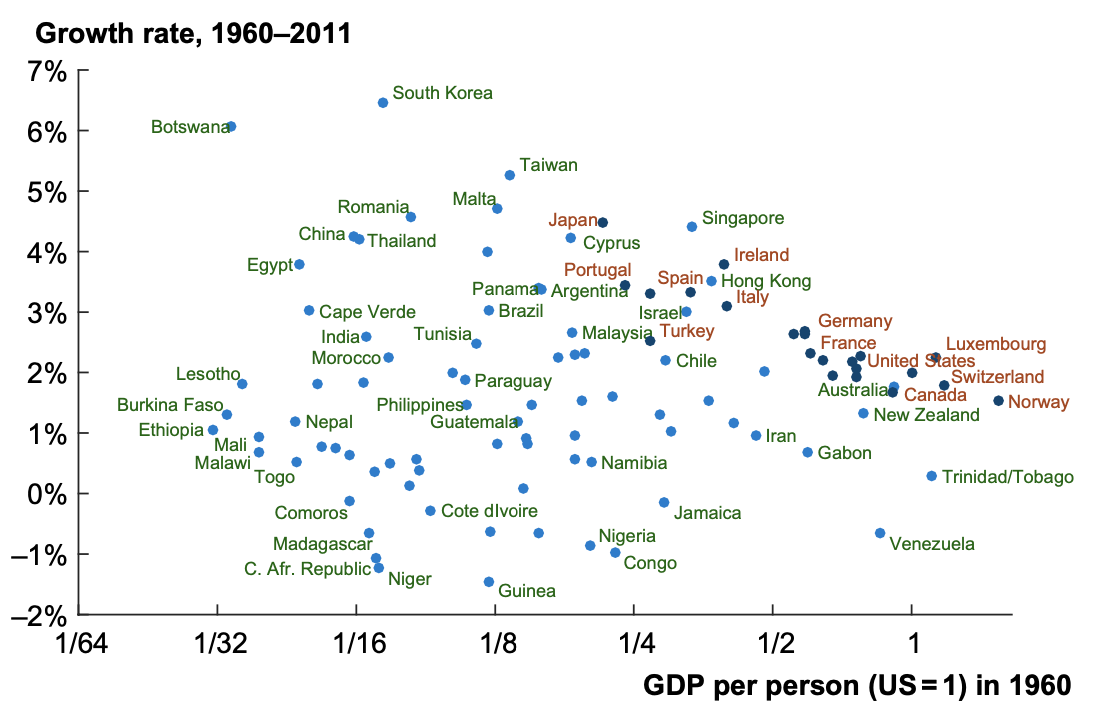 Growth rate, 1960–2011
7%
South Korea
6%
Botswana
Taiwan
5%
Malta
Romania
Japan
Singapore
China
Thailand
Cyprus
4%
Ireland
Egypt
Portugal
Spain
Hong Kong
Panama
Argentina
Italy
3%
Cape Verde
Brazil
Israel
Germany
India
Tunisia
Malaysia
Turkey
France
Luxembourg
Morocco
Chile
United States
2%
Lesotho
Paraguay
Switzerland
Australia
Canada
Norway
Burkina Faso
Philippines
New Zealand
Nepal
Guatemala
1%
Ethiopia
Iran
Mali
Gabon
Malawi
Namibia
Togo
Trinidad/Tobago
0%
Comoros
Cote dIvoire
Jamaica
Madagascar
Nigeria
Venezuela
–1%
Congo
C. Afr. Republic
Niger
Guinea
–2%
1/64 1/32 1/16 1/8 1/4 1/2 1
GDP per person (US = 1) in 1960